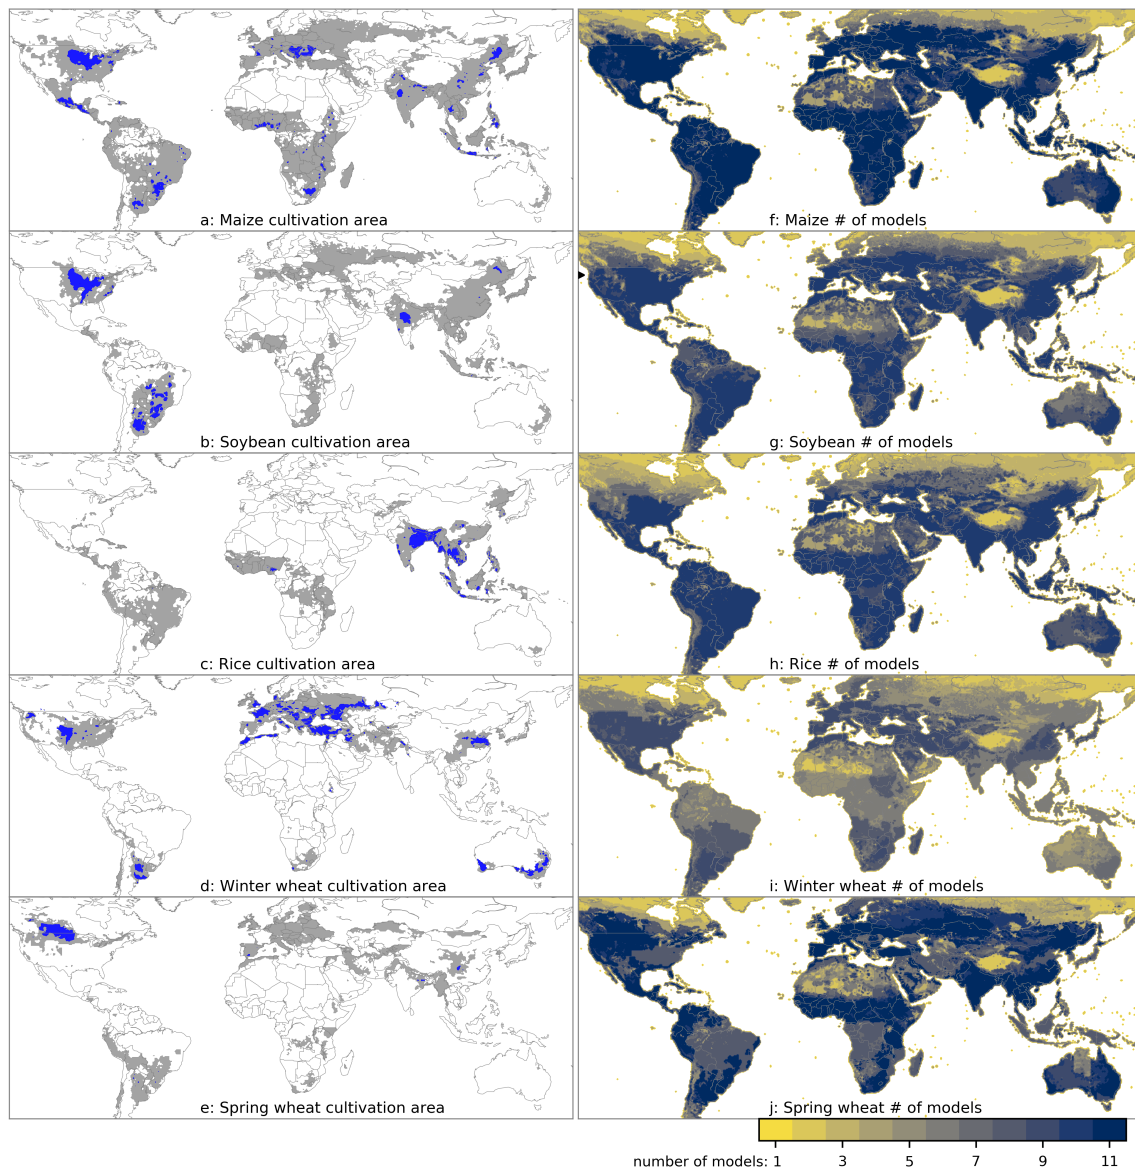 a: Maize cultivation area
f: Maize # of models
b: Soybean cultivation area
g: Soybean # of models
c: Rice cultivation area
h: Rice # of models
d: Winter wheat cultivation area
i: Winter wheat # of models
e: Spring wheat cultivation area
j: Spring wheat # of models
number of models: 1 3 5 7 9 11